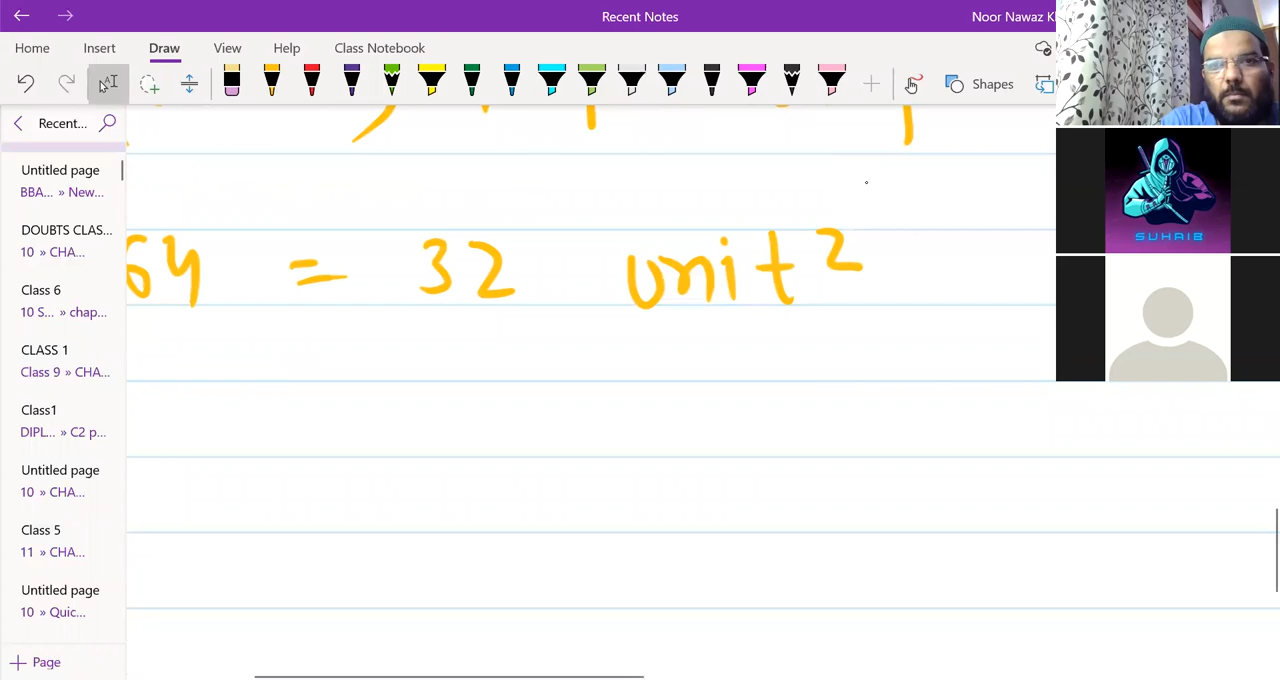 Recent Notes
Noor Nawaz K
Home Insert Draw View Help Class Notebook
Shapes
Recent...
Untitled page
BBA... » New...
DOUBTS CLAS...
10 » CHA...
Class 6
10 S... » chap...
CLASS 1
Class 9 » CHA...
Class1
DIPL... » C2 p...
Untitled page
10 » CHA...
Class 5
11 » CHA...
Untitled page
10 » Quic...
Page
64 = 32 unit²
SUHAIB